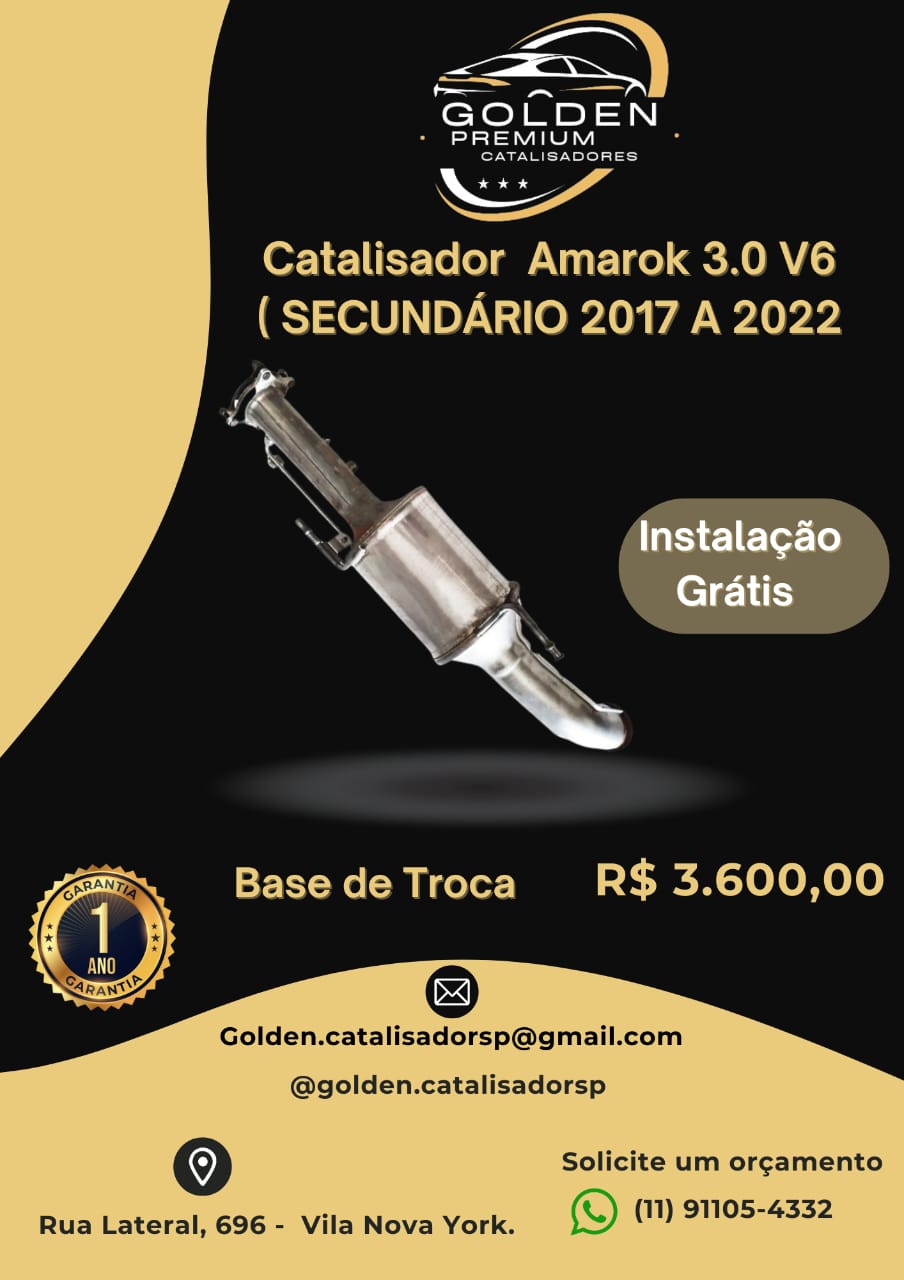 GOLDEN
PREMIUM
CATALISADORES
Catalisador Amarok 3.0 V6
( SECUNDÁRIO 2017 A 2022
Instalação
Grátis
Base de Troca
R$ 3.600,00
GARANTIA
1
ANO
GARANTIA
Golden.catalisadorsp@gmail.com
@golden.catalisadorsp
Solicite um orçamento
(11) 91105-4332
Rua Lateral, 696 - Vila Nova York.